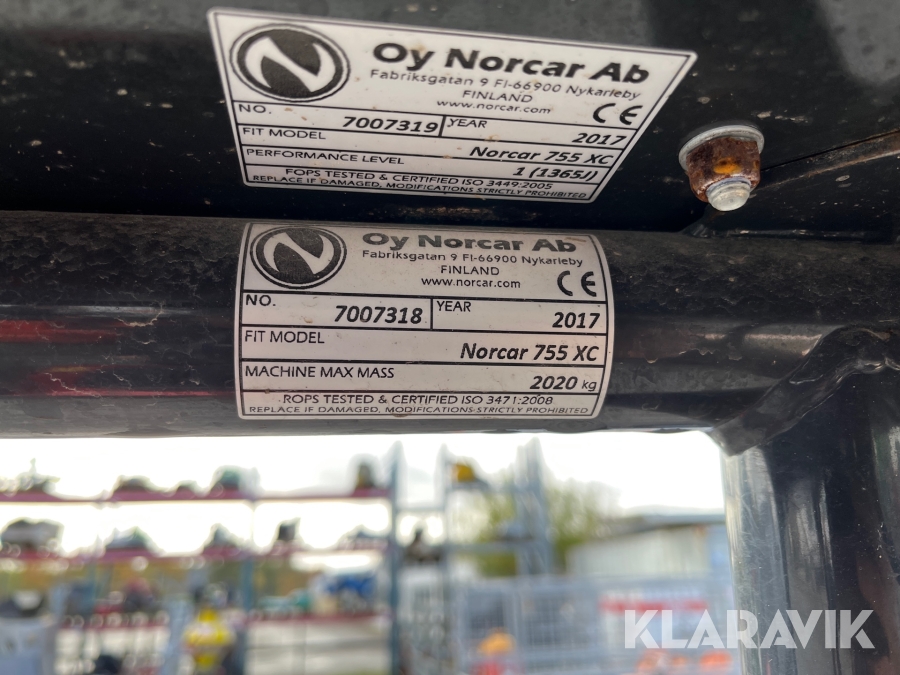 Oy Norcar Ab
Fabriksgatan 9 FI-66900 Nykarleby
FINLAND
www.norcar.com
CE
NO. 7007319 YEAR 2017
FIT MODEL Norcar 755 XC
PERFORMANCE LEVEL 1 (1365J)
FOPS TESTED & CERTIFIED ISO 3449:2005
REPLACE IF DAMAGED, MODIFICATIONS STRICTLY PROHIBITED
Oy Norcar Ab
Fabriksgatan 9 FI-66900 Nykarleby
FINLAND
www.norcar.com
CE
NO. 7007318 YEAR 2017
FIT MODEL Norcar 755 XC
MACHINE MAX MASS 2020 kg
ROPS TESTED & CERTIFIED ISO 3471:2008
REPLACE IF DAMAGED, MODIFICATIONS STRICTLY PROHIBITED
KLARAVIK